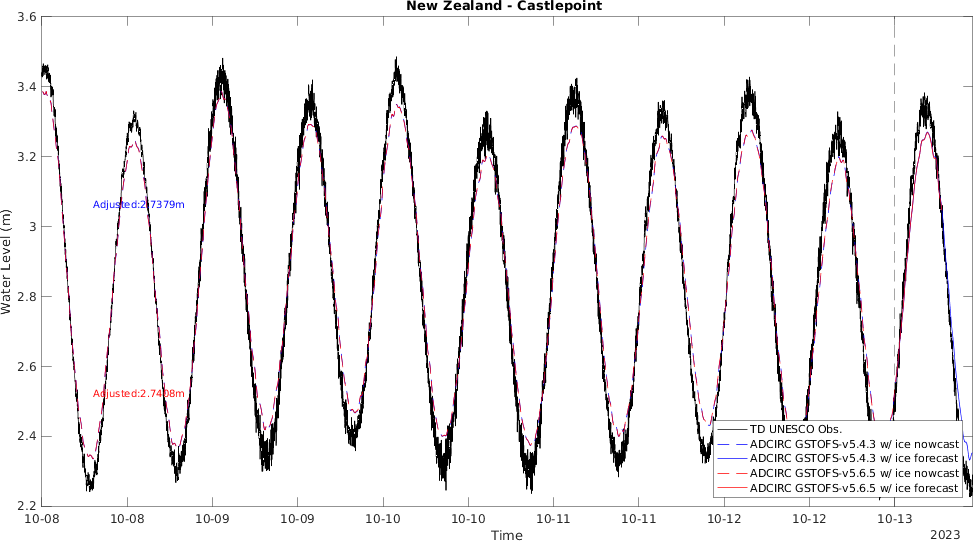 New Zealand - Castlepoint
3.6
3.4
3.2
3
2.8
2.6
2.4
2.2
Water Level (m)
Adjusted:2.7379m
Adjusted:2.7408m
TD UNESCO Obs.
ADCIRC GSTOFS-v5.4.3 w/ ice nowcast
ADCIRC GSTOFS-v5.4.3 w/ ice forecast
ADCIRC GSTOFS-v5.6.5 w/ ice nowcast
ADCIRC GSTOFS-v5.6.5 w/ ice forecast
10-08 10-08 10-09 10-09 10-10 10-10 10-11 10-11 10-12 10-12 10-13
Time
2023